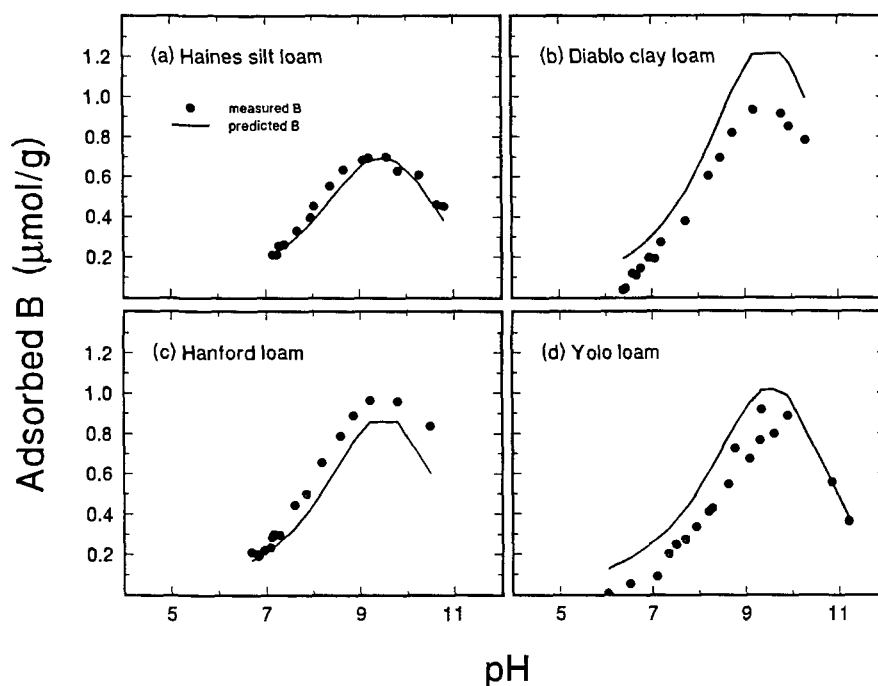 Adsorbed B (μmol/g)
(a) Haines silt loam
measured B
predicted B
1.2
1.0
0.8
0.6
0.4
0.2
(b) Diablo clay loam
(c) Hanford loam
1.2
1.0
0.8
0.6
0.4
0.2
5 7 9 11
(d) Yolo loam
5 7 9 11
pH